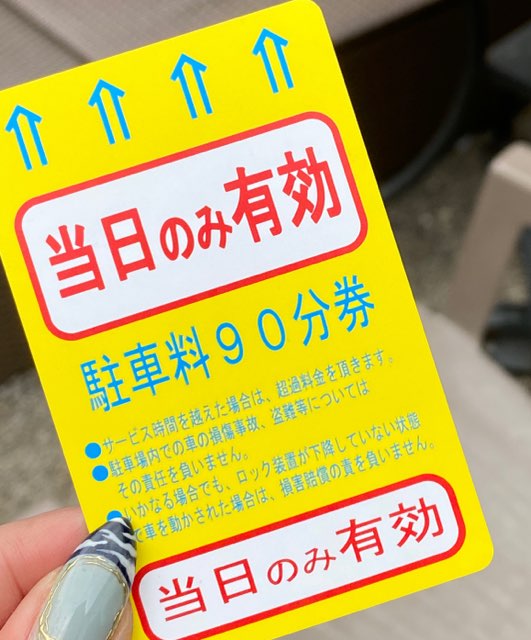 当日のみ有効
駐車料90分券
●サービス時間を越えた場合は、超過料金を頂きます。
●駐車場内での車の損傷事故、盗難等については
その責任を負いません。
●いかなる場合でも、ロック装置が下降していない状態
で車を動かされた場合は、損害賠償の責を負いません。
当日のみ有効